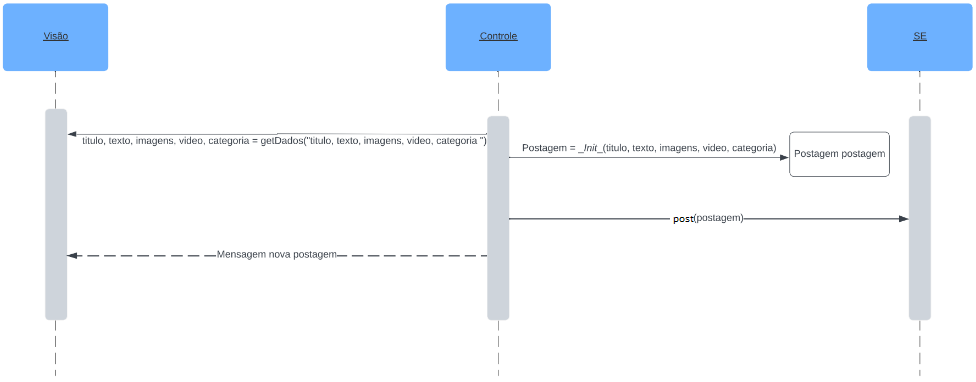 Visão
Controle
SE
titulo, texto, imagens, video, categoria = getDados("titulo, texto, imagens, video, categoria ")
Postagem = _Init_(titulo, texto, imagens, video, categoria)
Postagem postagem
post(postagem)
Mensagem nova postagem